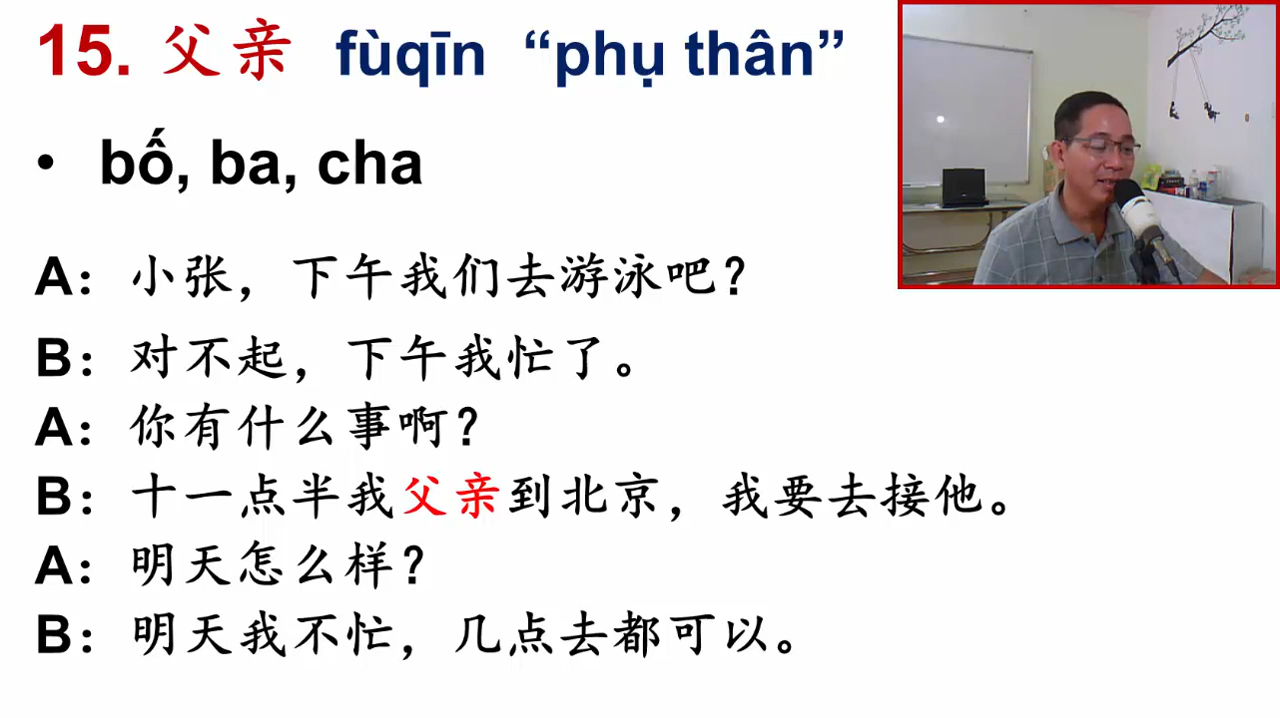 15. 父亲 fùqīn “phụ thân”
• bố, ba, cha
A：小张，下午我们去游泳吧？
B：对不起，下午我忙了。
A：你有什么事啊？
B：十一点半我父亲到北京，我要去接他。
A：明天怎么样？
B：明天我不忙，几点去都可以。